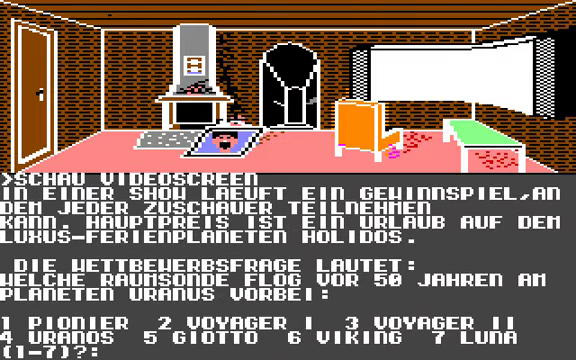 >SCHAU VIDEOSCREEN
IN EINER SHOW LAEUFT EIN GEWINNSPIEL,AN
DEM JEDER ZUSCHAUER TEILNEHMEN
KANN. HAUPTPREIS IST EIN URLAUB AUF DEM
LUXUS-FERIENPLANETEN HOLIDOS.
DIE WETTBEWERBSFRAGE LAUTET:
WELCHE RAUMSONDE FLOG VOR 50 JAHREN AM
PLANETEN URANUS VORBEI:
1 PIONIER 2 VOYAGER I 3 VOYAGER II
4 URANOS 5 GIOTTO 6 VIKING 7 LUNA
(1-7)?: